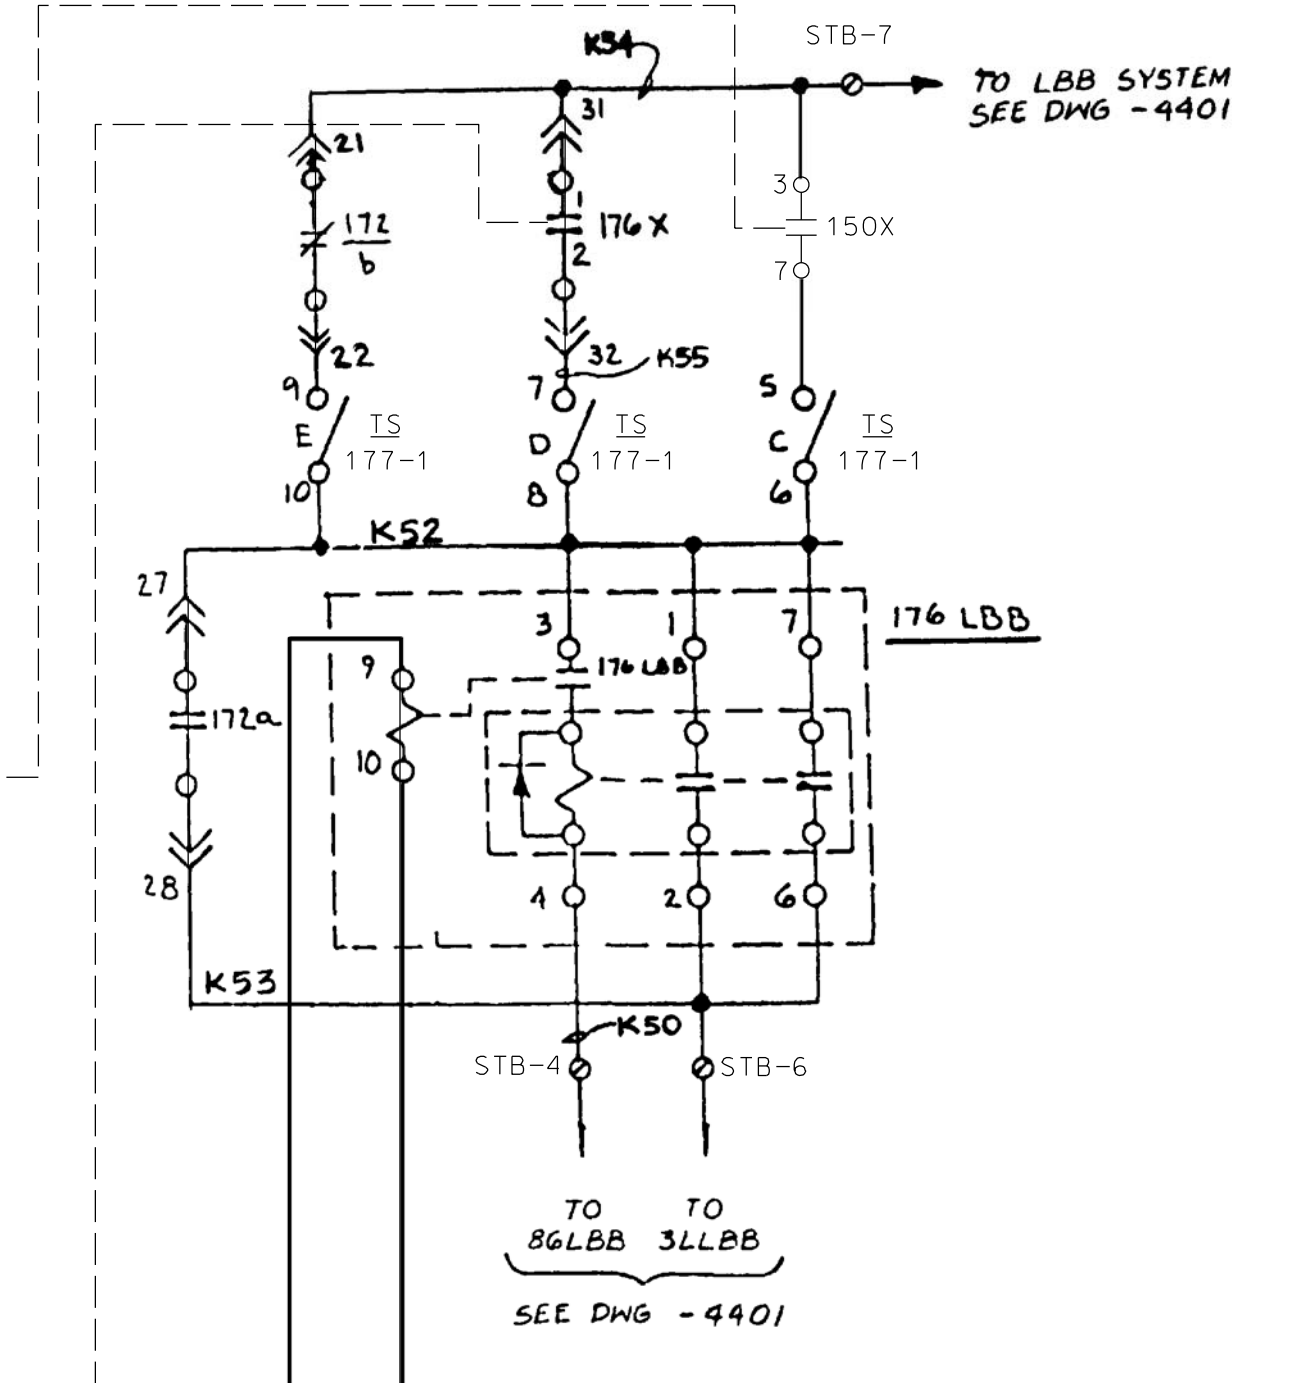 K54
STB-7
TO LBB SYSTEM
SEE DWG -4401
31
21
3
1
172
b
176X
150X
2
7
22
32
K55
9
7
5
E
TS
177-1
D
TS
177-1
C
TS
177-1
10
8
6
K52
27
176 LBB
3
1
7
9
176 LBB
172a
10
28
4
2
6
K53
K50
STB-4
STB-6
TO
86LBB
TO
3LLBB
SEE DWG -4401